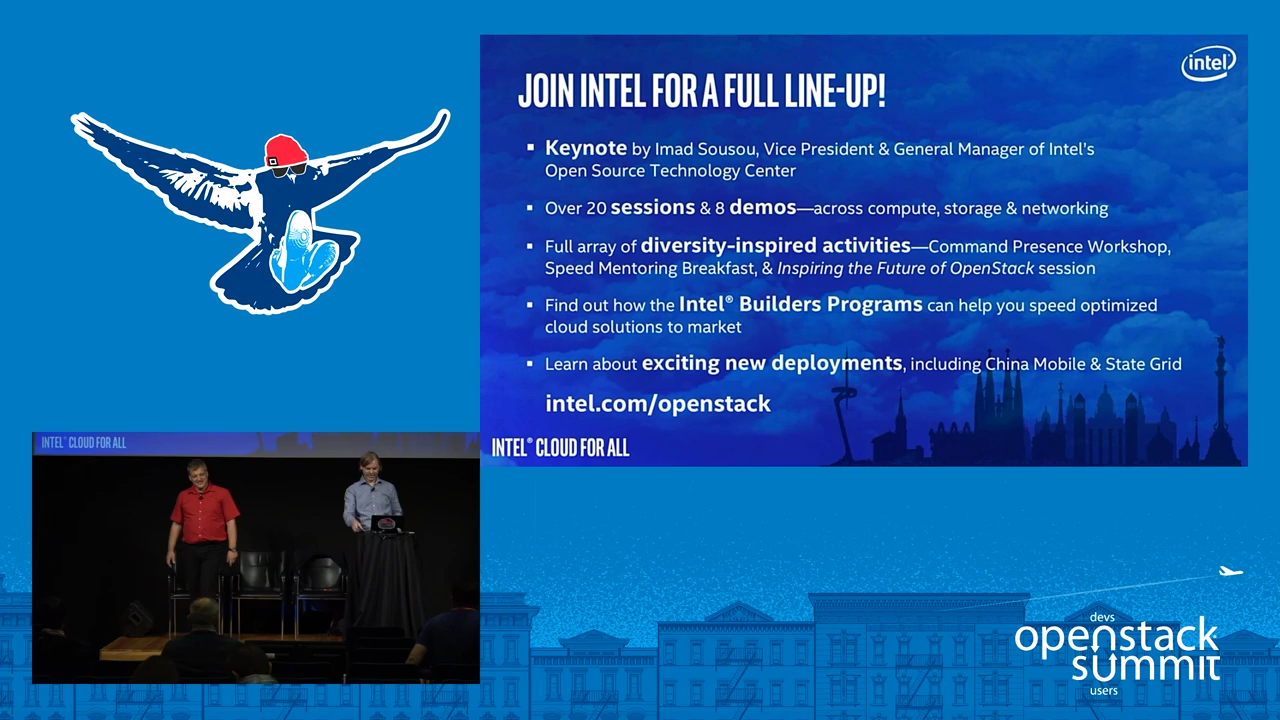 intel
JOIN INTEL FOR A FULL LINE-UP!
▪ Keynote by Imad Sousou, Vice President & General Manager of Intel's
Open Source Technology Center
▪ Over 20 sessions & 8 demos—across compute, storage & networking
▪ Full array of diversity-inspired activities—Command Presence Workshop,
Speed Mentoring Breakfast, & Inspiring the Future of OpenStack session
▪ Find out how the Intel® Builders Programs can help you speed optimized
cloud solutions to market
▪ Learn about exciting new deployments, including China Mobile & State Grid
intel.com/openstack
INTEL® CLOUD FOR ALL
INTEL® CLOUD FOR ALL
devs
openstack
summit
users